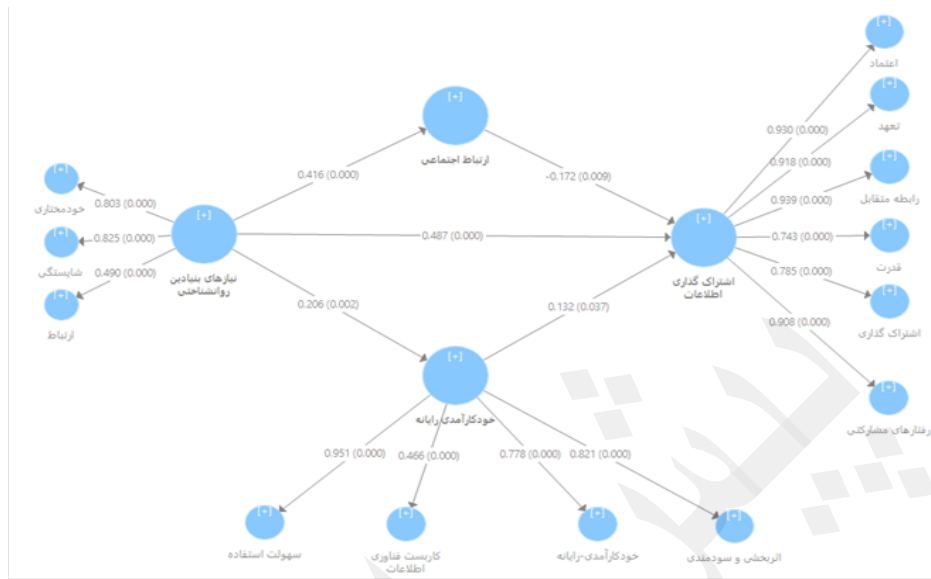 [+]
اعتماد
[+]
تعهد
[+]
رابطه متقابل
[+]
قدرت
[+]
اشتراک گذاری
[+]
رفتارهای مشارکتی
0.930 (0.000)
0.918 (0.000)
0.939 (0.000)
0.743 (0.000)
0.785 (0.000)
0.908 (0.000)
[+]
اشتراک گذاری
اطلاعات
[+]
ارتباط اجتماعی
0.416 (0.000)
-0.172 (0.009)
0.487 (0.000)
0.206 (0.002)
0.132 (0.037)
[+]
نیازهای بنیادین
روانشناختی
0.803 (0.000)
0.825 (0.000)
0.490 (0.000)
[+]
خودمختاری
[+]
شایستگی
[+]
ارتباط
[+]
خودکارآمدی رایانه
0.951 (0.000)
0.466 (0.000)
0.778 (0.000)
0.821 (0.000)
[+]
سهولت استفاده
[+]
کاربست فناوری
اطلاعات
[+]
خودکارآمدی-رایانه
[+]
اثربخشی و سودمندی